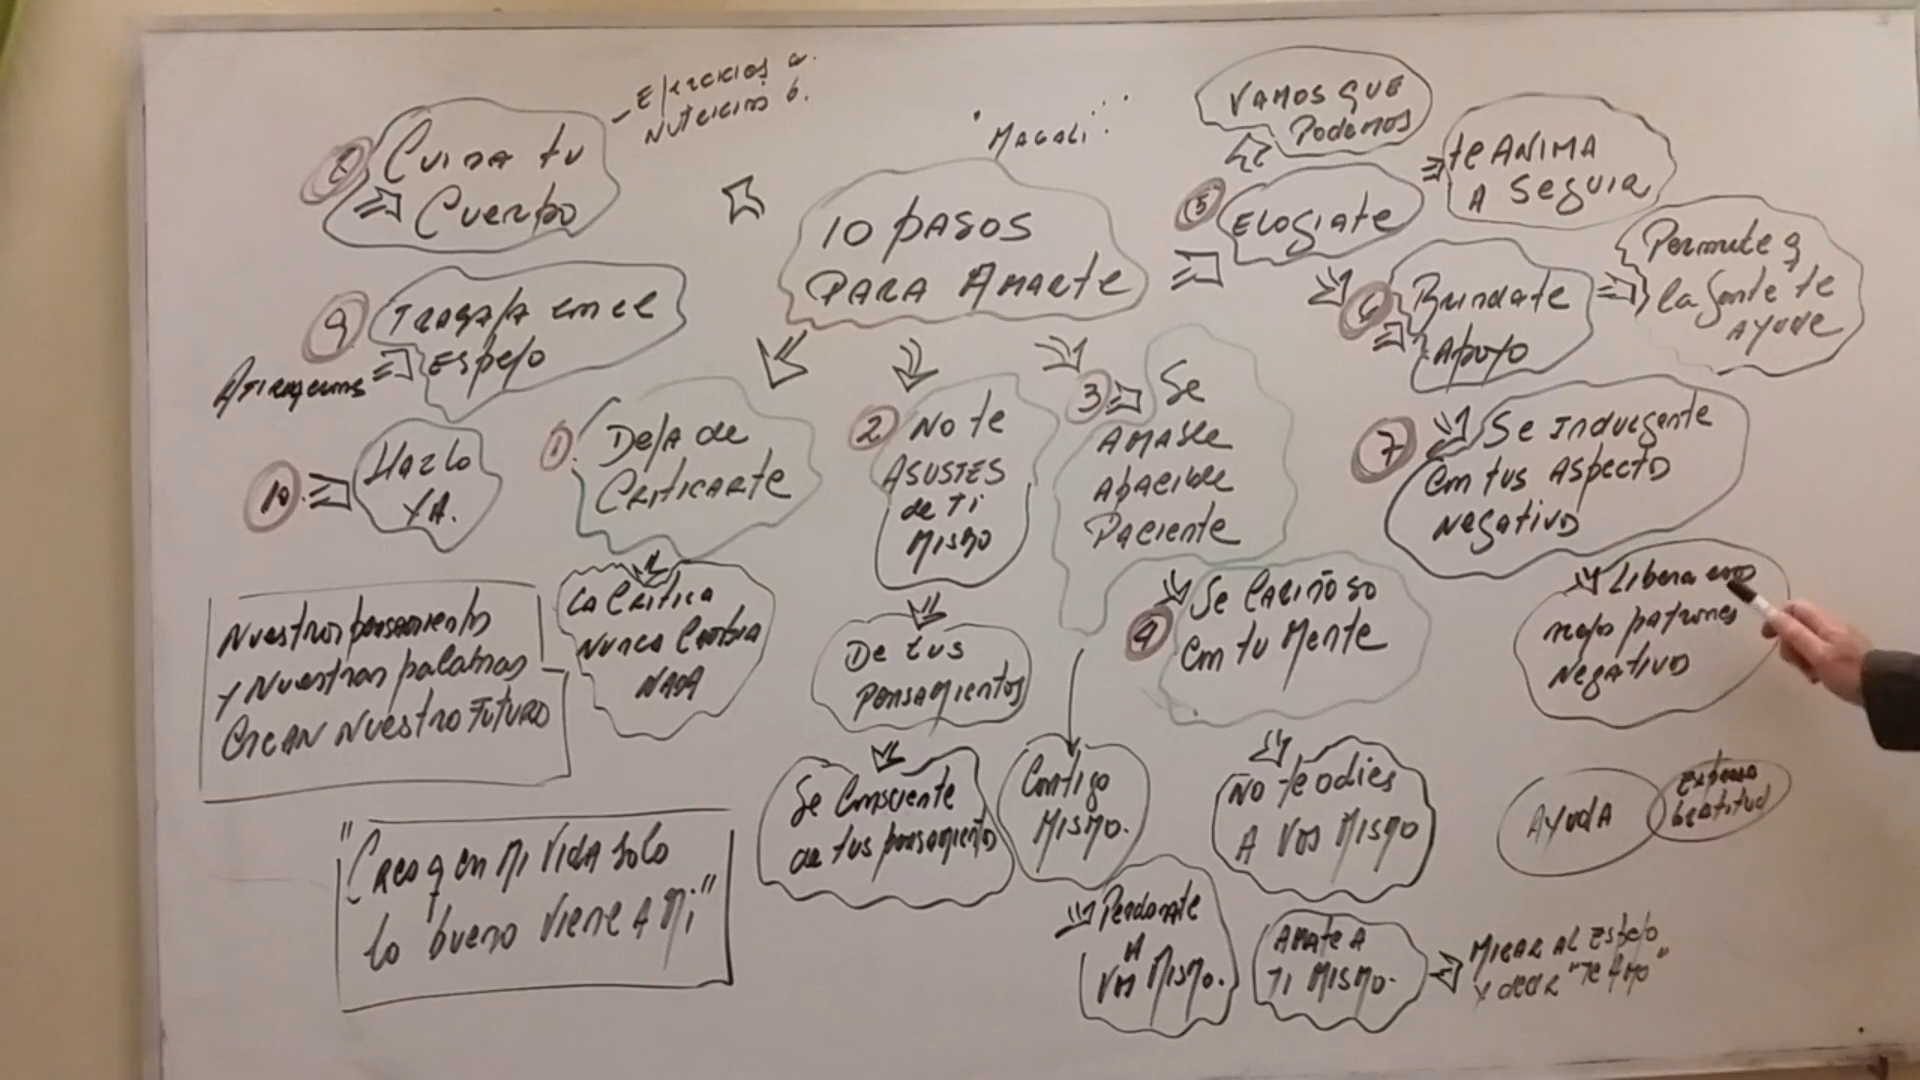 "Magali"
10 PASOS
PARA AMARTE
1
Deja de
Criticarte
La Critica
Nunca Cambia
NADA
2
No te
ASUSTES
de Ti
Mismo
De tus
pensamientos
Se Consciente
de tus pensamientos
3
Se
AMABLE
APACIBLE
Paciente
Contigo
Mismo.
Perdonate
A
Vos Mismo.
4
Se Cariñoso
Con tu Mente
No te odies
A Vos Mismo
AMATE A
Ti Mismo.
MIRAR AL ESPEJO
Y decir "Te Amo"
5
ELOGIATE
VAMOS QUE
Podemos
te ANIMA
A Seguir
6
Brindate
Apoyo
Permite q
la Gente te
AYUDE
7
Se Indulgente
Con tus ASPECTO
Negativo
Libera
patrones
Negativo
AYUDA
8
Cuida tu
Cuerpo
- Ejercicios a.
Nutricion b.
9
TRABAJA en el
ESPEJO
10.
Hazlo
YA.
Nuestros pensamientos
Y Nuestras palabras
Crean Nuestro Futuro
"Creo q en Mi Vida Solo
lo bueno Viene A Mi"